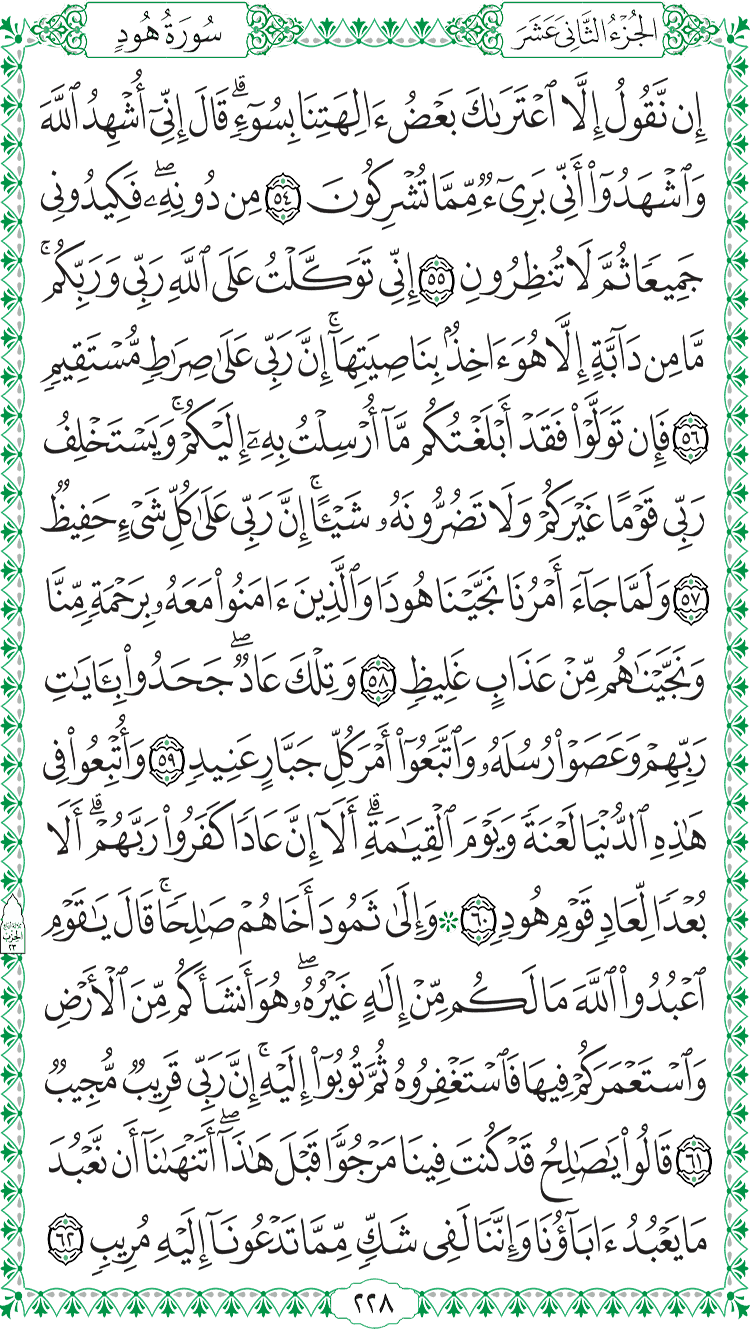 الجُزْءُ الثَّانِيَ عَشَرَ
سُورَةُ هُودٍ
إِن نَّقُولُ إِلَّا ٱعْتَرَىٰكَ بَعْضُ ءَالِهَتِنَا بِسُوٓءٍۗ قَالَ إِنِّىٓ أُشْهِدُ ٱللَّهَ
وَٱشْهَدُوٓا۟ أَنِّى بَرِىٓءٌ مِّمَّا تُشْرِكُونَ ٥٤ مِن دُونِهِۦۖ فَكِيدُونِى
جَمِيعًا ثُمَّ لَا تُنظِرُونِ ٥٥ إِنِّى تَوَكَّلْتُ عَلَى ٱللَّهِ رَبِّى وَرَبِّكُمۚ
مَّا مِن دَآبَّةٍ إِلَّا هُوَ ءَاخِذٌۢ بِنَاصِيَتِهَآۚ إِنَّ رَبِّى عَلَىٰ صِرَٰطٍ مُّسْتَقِيمٍ
٥٦ فَإِن تَوَلَّوْا۟ فَقَدْ أَبْلَغْتُكُم مَّآ أُرْسِلْتُ بِهِۦٓ إِلَيْكُمْۚ وَيَسْتَخْلِفُ
رَبِّى قَوْمًا غَيْرَكُمْ وَلَا تَضُرُّونَهُۥ شَيْـًٔاۚ إِنَّ رَبِّى عَلَىٰ كُلِّ شَىْءٍ حَفِيظٌ
٥٧ وَلَمَّا جَآءَ أَمْرُنَا نَجَّيْنَا هُودًا وَٱلَّذِينَ ءَامَنُوا۟ مَعَهُۥ بِرَحْمَةٍ مِّنَّا
وَنَجَّيْنَٰهُم مِّنْ عَذَابٍ غَلِيظٍ ٥٨ وَتِلْكَ عَادٌۖ جَحَدُوا۟ بِـَٔايَٰتِ
رَبِّهِمْ وَعَصَوْا۟ رُسُلَهُۥ وَٱتَّبَعُوٓا۟ أَمْرَ كُلِّ جَبَّارٍ عَنِيدٍ ٥٩ وَأُتْبِعُوا۟ فِى
هَٰذِهِ ٱلدُّنْيَا لَعْنَةً وَيَوْمَ ٱلْقِيَٰمَةِۗ أَلَآ إِنَّ عَادًا كَفَرُوا۟ رَبَّهُمْۗ أَلَا
بُعْدًا لِّعَادٍ قَوْمِ هُودٍ ٦٠ ۞ وَإِلَىٰ ثَمُودَ أَخَاهُمْ صَٰلِحًاۚ قَالَ يَٰقَوْمِ
ٱعْبُدُوا۟ ٱللَّهَ مَا لَكُم مِّنْ إِلَٰهٍ غَيْرُهُۥۖ هُوَ أَنشَأَكُم مِّنَ ٱلْأَرْضِ
وَٱسْتَعْمَرَكُمْ فِيهَا فَٱسْتَغْفِرُوهُ ثُمَّ تُوبُوٓا۟ إِلَيْهِۚ إِنَّ رَبِّى قَرِيبٌ مُّجِيبٌ
٦١ قَالُوا۟ يَٰصَٰلِحُ قَدْ كُنتَ فِينَا مَرْجُوًّا قَبْلَ هَٰذَآۖ أَتَنْهَىٰنَآ أَن نَّعْبُدَ
مَا يَعْبُدُ ءَابَآؤُنَا وَإِنَّنَا لَفِى شَكٍّ مِّمَّا تَدْعُونَآ إِلَيْهِ مُرِيبٍ ٦٢
الحزب
٢٣
٢٢٨